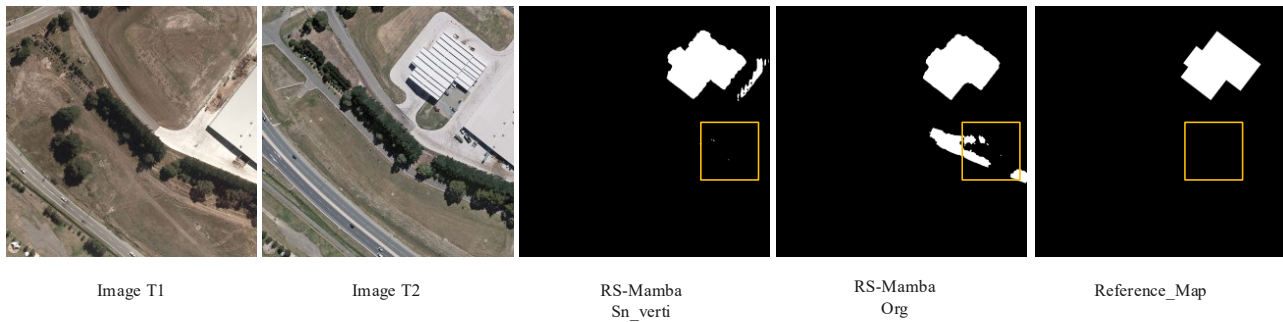 Image T1
Image T2
RS-Mamba
Sn_verti
RS-Mamba
Org
Reference_Map